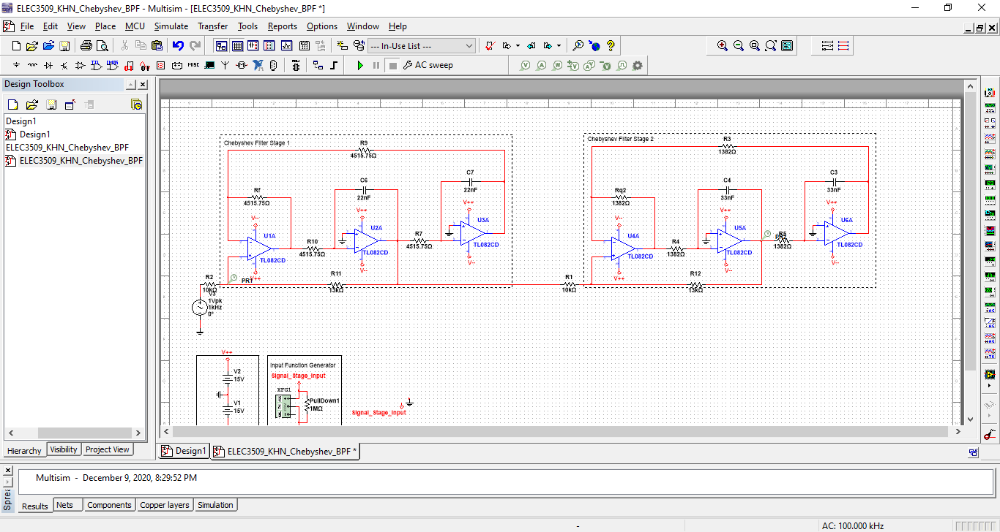 ELEC3509_KHN_Chebyshev_BPF - Multisim - [ELEC3509_KHN_Chebyshev_BPF *]
File Edit View Place MCU Simulate Transfer Tools Reports Options Window Help
--- In-Use List ---
MISC
AC sweep
Design Toolbox
Design1
Design1
ELEC3509_KHN_Chebyshev_BPF
ELEC3509_KHN_Chebyshev_BPF
Hierarchy Visibility Project View
Chebyshev Filter Stage 1
R9
4515.75Ω
C7
22nF
C6
22nF
Rf
4515.75Ω
V--
V++
V++
U1A
U2A
U3A
R10
4515.75Ω
R7
4515.75Ω
TL082CD
TL082CD
TL082CD
V++
V--
V--
R2
10kΩ
PR1
R11
13kΩ
V3
1Vpk
1kHz
0°
Chebyshev Filter Stage 2
R3
1382Ω
C3
33nF
C4
33nF
Rq2
1382Ω
V--
V++
V++
U4A
U5A
U6A
R4
1382Ω
R5
1382Ω
TL082CD
TL082CD
TL082CD
V++
V--
V--
R1
10kΩ
R12
13kΩ
V++
V2
15V
V1
15V
Input Function Generator
Signal_Stage_Input
XFG1
PullDown1
1MΩ
Signal_Stage_Input
Design1 ELEC3509_KHN_Chebyshev_BPF *
Multisim - December 9, 2020, 8:29:52 PM
Results Nets Components Copper layers Simulation
- AC: 100.000 kHz